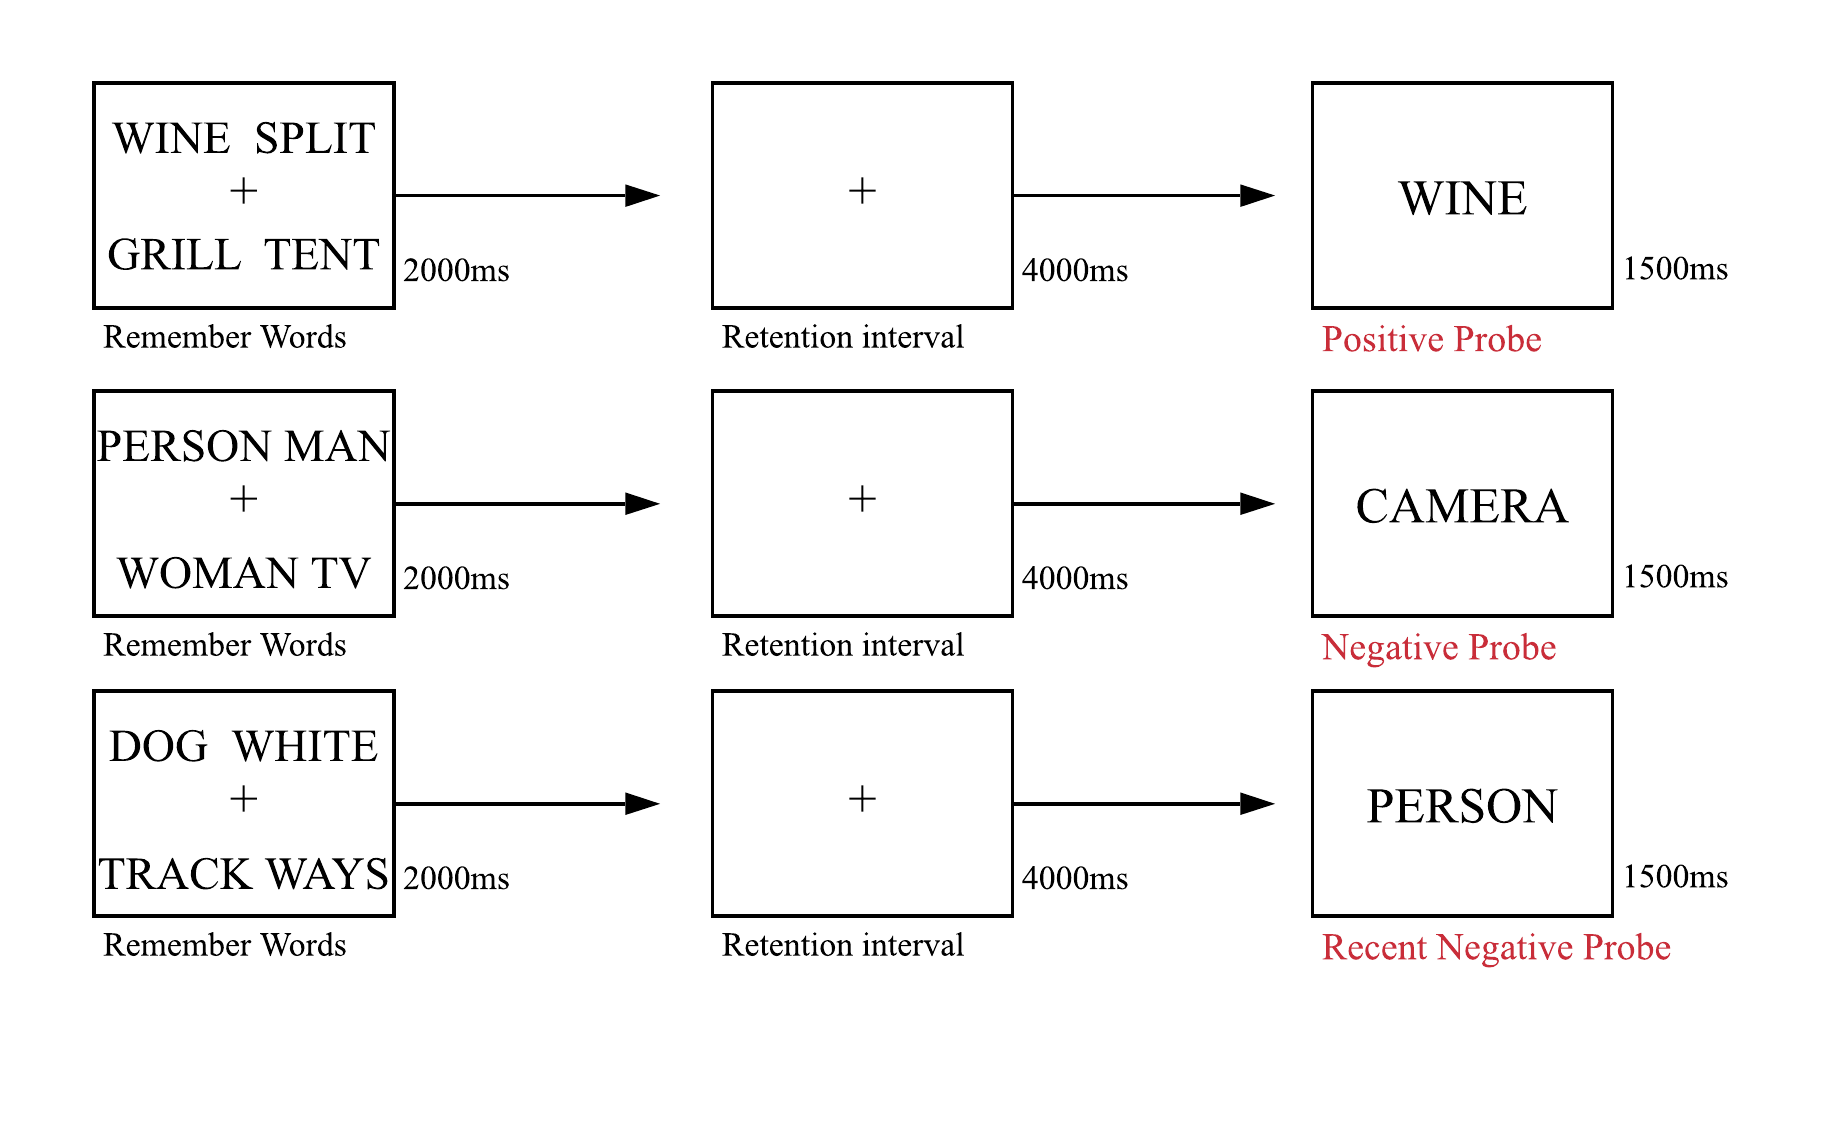 WINE SPLIT
+
GRILL TENT
2000ms
Remember Words
+
4000ms
Retention interval
WINE
1500ms
Positive Probe
PERSON MAN
+
WOMAN TV
2000ms
Remember Words
+
4000ms
Retention interval
CAMERA
1500ms
Negative Probe
DOG WHITE
+
TRACK WAYS
2000ms
Remember Words
+
4000ms
Retention interval
PERSON
1500ms
Recent Negative Probe